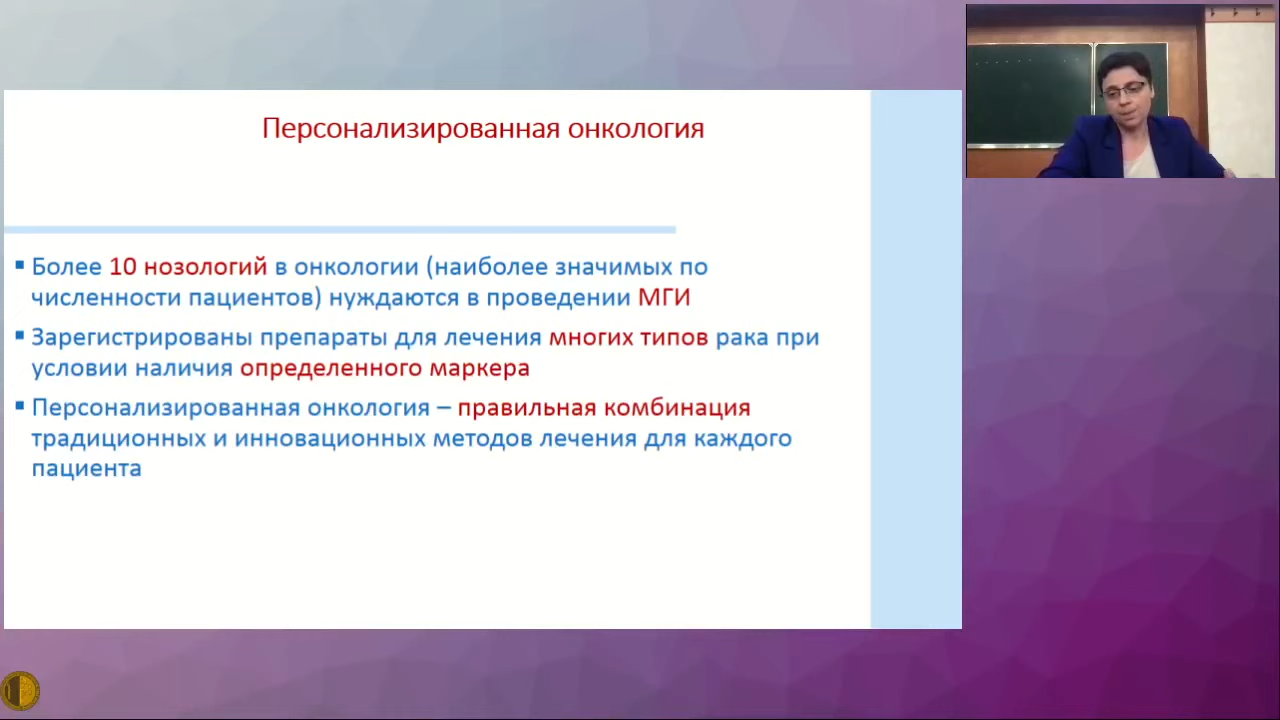 Персонализированная онкология
▪ Более 10 нозологий в онкологии (наиболее значимых по
численности пациентов) нуждаются в проведении МГИ
▪ Зарегистрированы препараты для лечения многих типов рака при
условии наличия определенного маркера
▪ Персонализированная онкология – правильная комбинация
традиционных и инновационных методов лечения для каждого
пациента